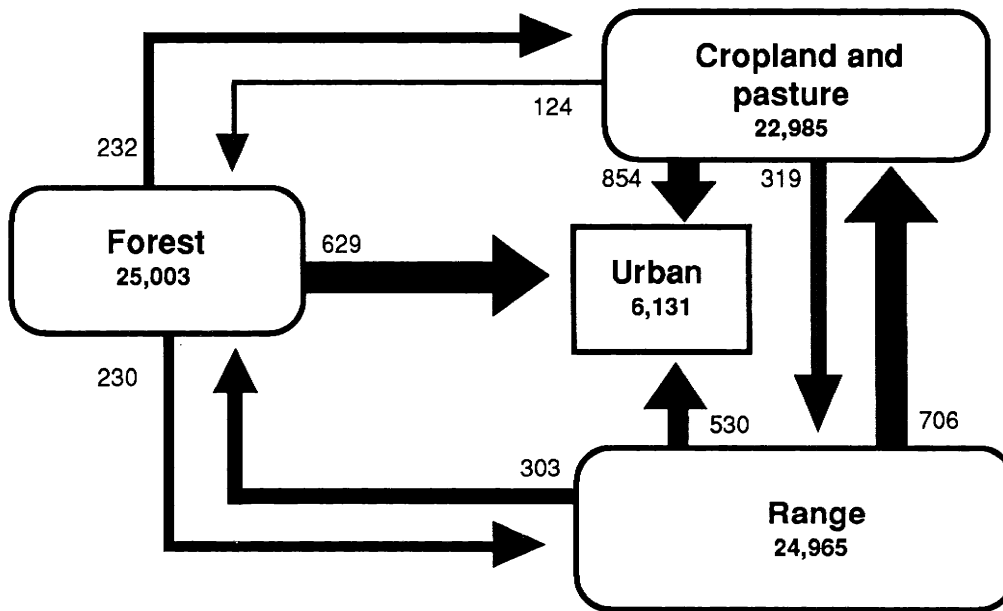 Cropland and
pasture
22,985
124
232
854
319
Forest
25,003
629
Urban
6,131
230
530
706
303
Range
24,965